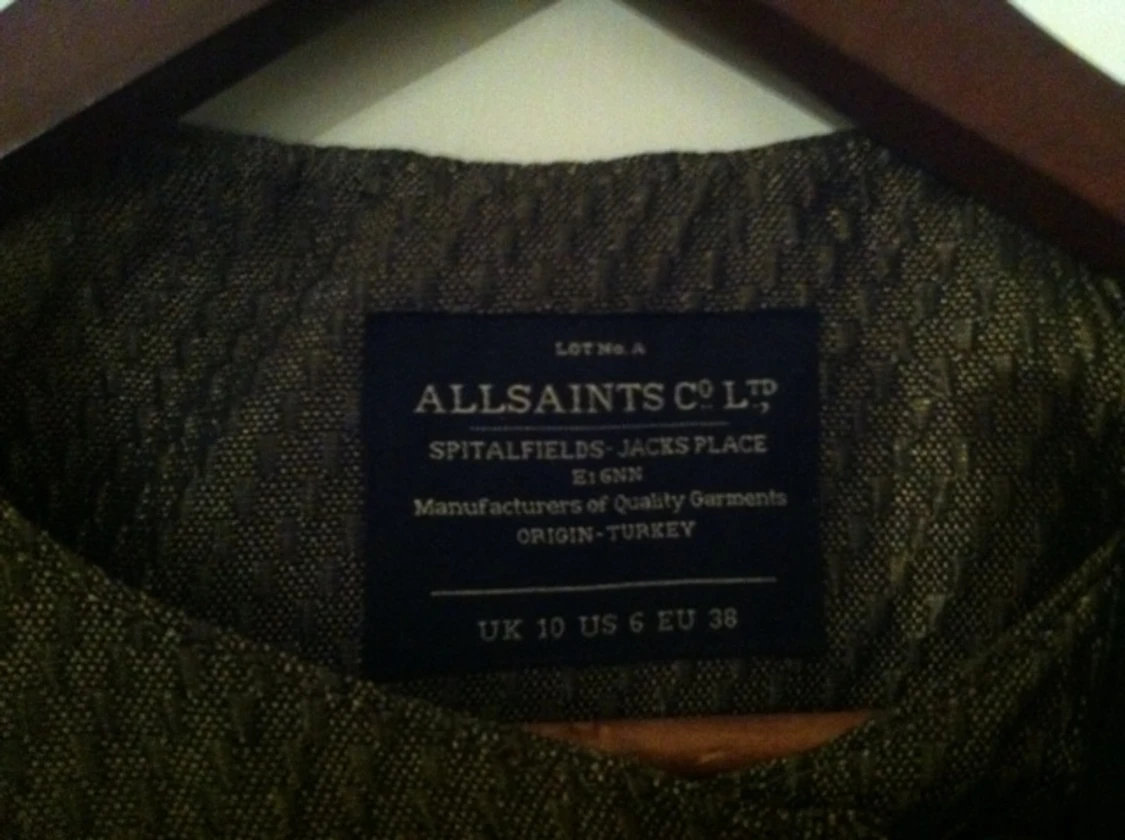 LOT No. A
ALLSAINTS Cº LTD,
SPITALFIELDS-JACKS PLACE
E1 6NN
Manufacturers of Quality Garments
ORIGIN-TURKEY
UK 10 US 6 EU 38